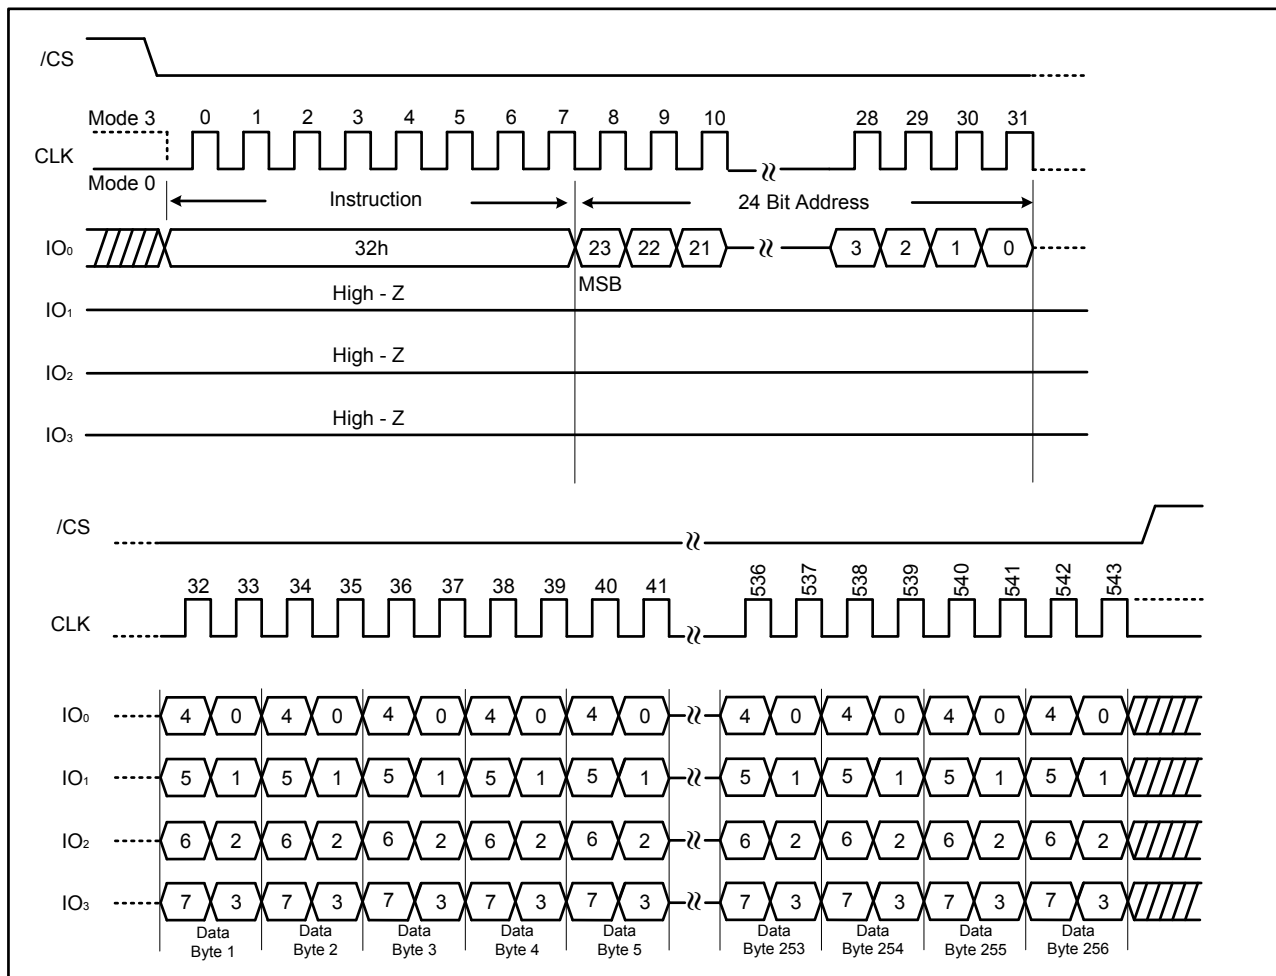 /CS
Mode 3 0 1 2 3 4 5 6 7 8 9 10 28 29 30 31
CLK
Mode 0
Instruction 24 Bit Address
IO₀ 32h 23 22 21 3 2 1 0
MSB
High - Z
IO₁
High - Z
IO₂
High - Z
IO₃
/CS
32 33 34 35 36 37 38 39 40 41 536 537 538 539 540 541 542 543
CLK
IO₀ 4 0 4 0 4 0 4 0 4 0 4 0 4 0 4 0 4 0
IO₁ 5 1 5 1 5 1 5 1 5 1 5 1 5 1 5 1 5 1
IO₂ 6 2 6 2 6 2 6 2 6 2 6 2 6 2 6 2 6 2
IO₃ 7 3 7 3 7 3 7 3 7 3 7 3 7 3 7 3 7 3
Data Data Data Data Data Data Data Data Data
Byte 1 Byte 2 Byte 3 Byte 4 Byte 5 Byte 253 Byte 254 Byte 255 Byte 256